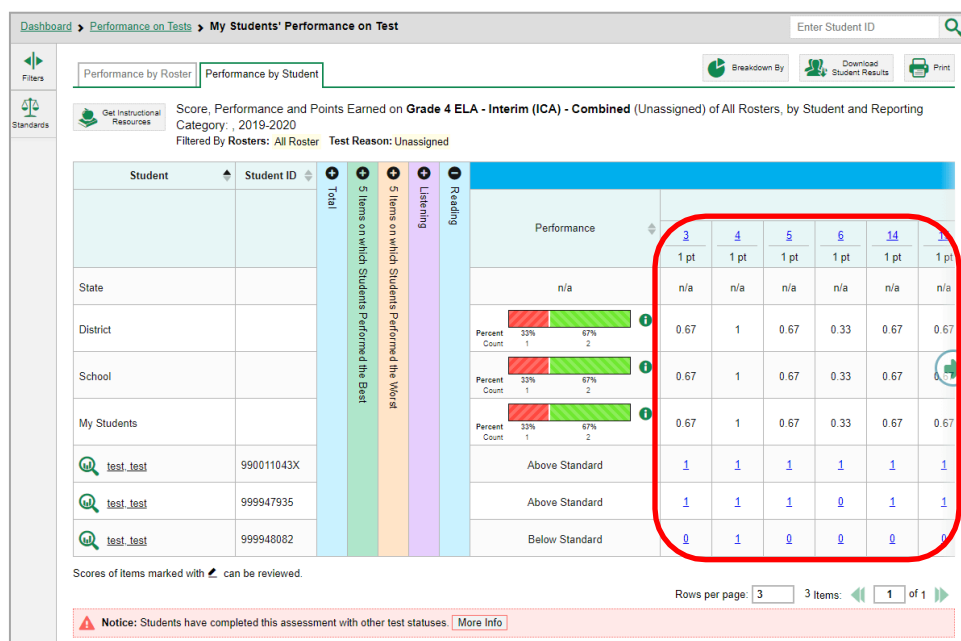 Dashboard > Performance on Tests > My Students' Performance on Test
Enter Student ID
Filters
Standards
Performance by Roster
Performance by Student
Breakdown By
Download Student Results
Print
Get Instructional Resources
Score, Performance and Points Earned on Grade 4 ELA - Interim (ICA) - Combined (Unassigned) of All Rosters, by Student and Reporting
Category: , 2019-2020
Filtered By Rosters: All Roster Test Reason: Unassigned
Student Student ID
Total
5 Items on which Students Performed the Best
5 Items on which Students Performed the Worst
Listening
Reading
Performance 3 4 5 6 14
1 pt 1 pt 1 pt 1 pt 1 pt 1 pt
State n/a n/a n/a n/a n/a n/a n/a
District Percent 33% 67% 0.67 1 0.67 0.33 0.67 0.67
Count 1 2
School Percent 33% 67% 0.67 1 0.67 0.33 0.67
Count 1 2
My Students Percent 33% 67% 0.67 1 0.67 0.33 0.67 0.67
Count 1 2
test, test 990011043X Above Standard 1 1 1 1 1 1
test, test 999947935 Above Standard 1 1 1 0 1 1
test, test 999948082 Below Standard 0 1 0 0 0 0
Scores of items marked with can be reviewed.
Rows per page: 3 3 Items: 1 of 1
Notice: Students have completed this assessment with other test statuses. More Info